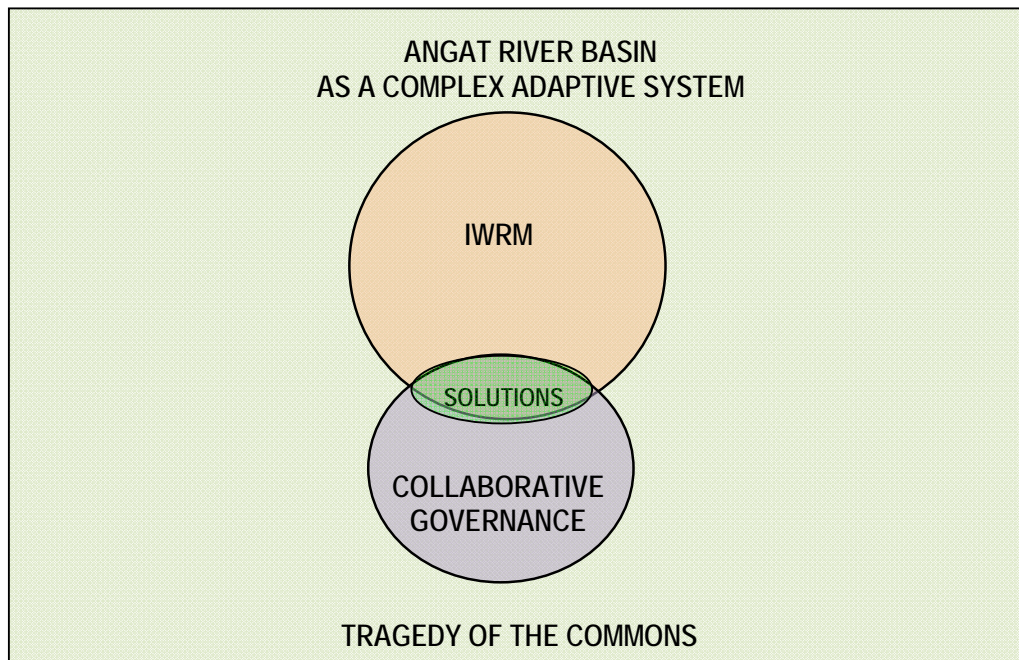 ANGAT RIVER BASIN
AS A COMPLEX ADAPTIVE SYSTEM
IWRM
SOLUTIONS
COLLABORATIVE
GOVERNANCE
TRAGEDY OF THE COMMONS